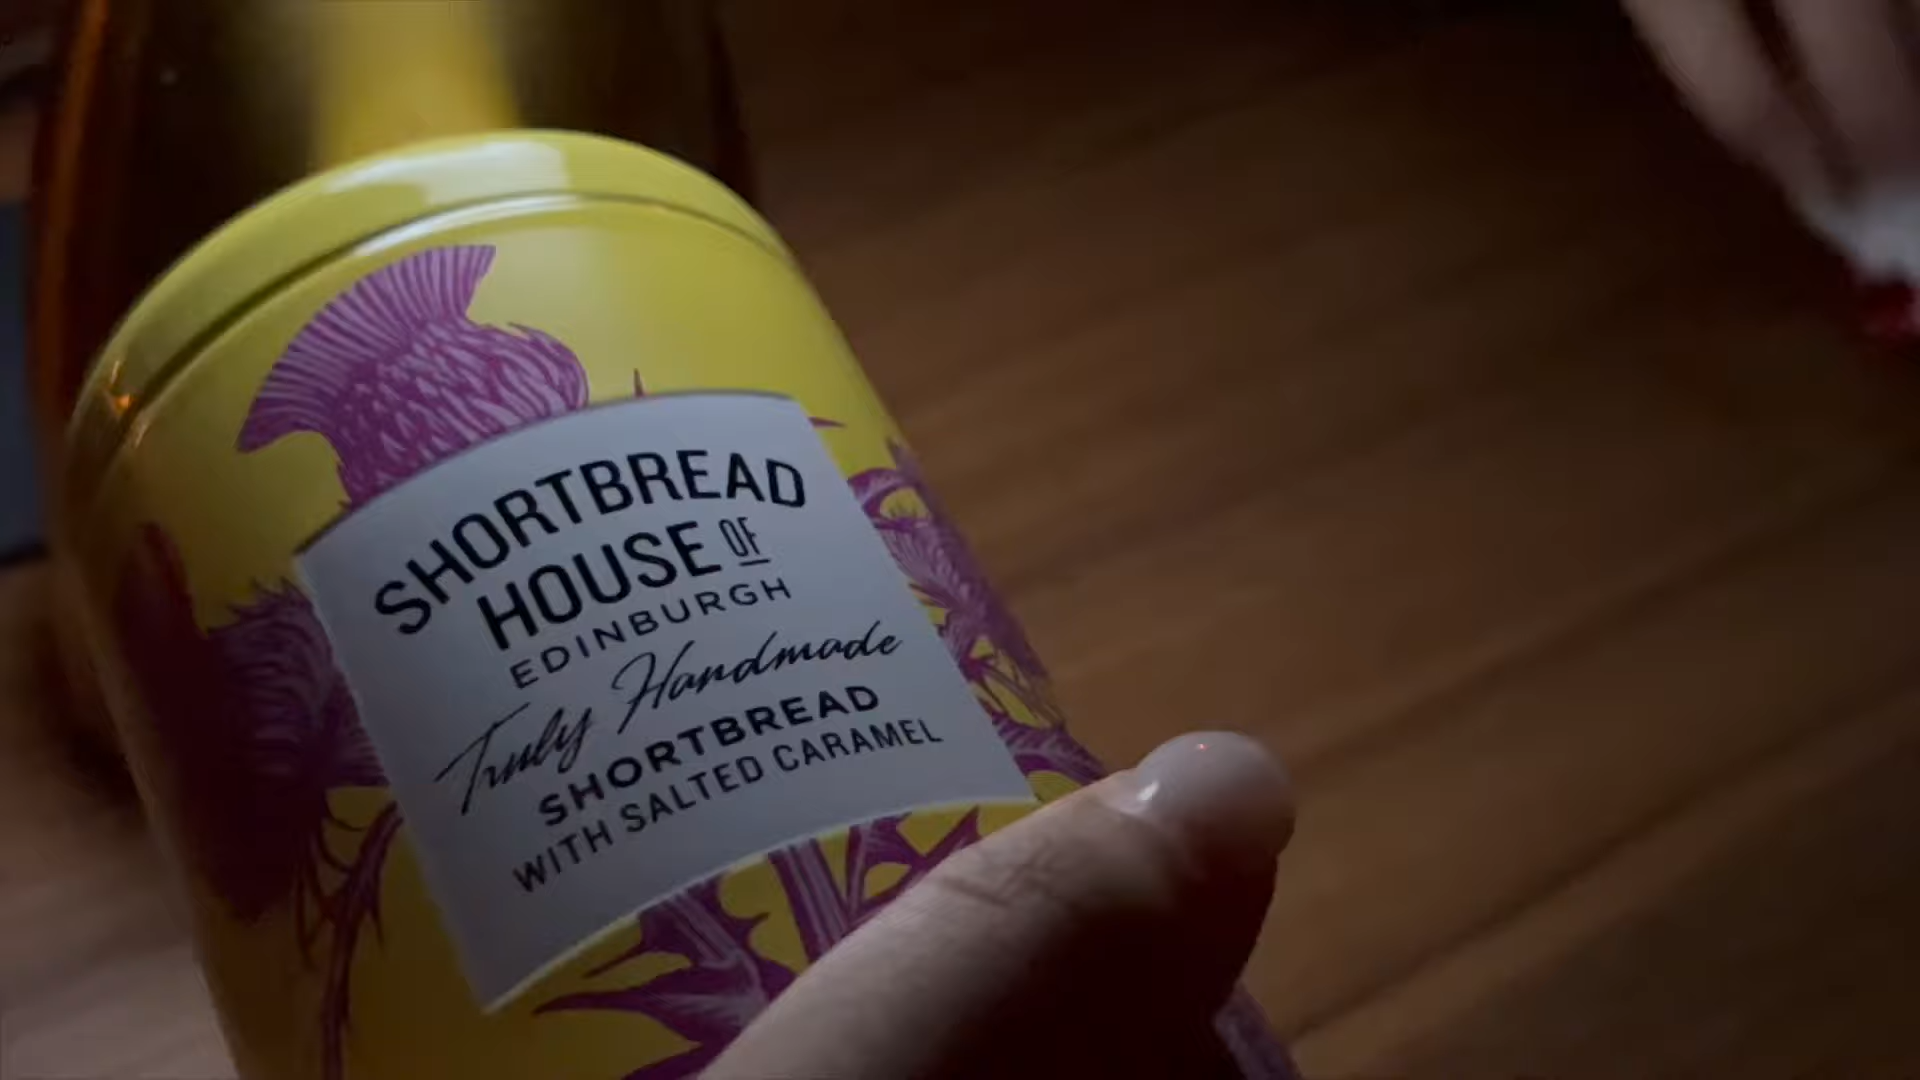 SHORTBREAD
HOUSE OF
EDINBURGH
Truly Handmade
SHORTBREAD
WITH SALTED CARAMEL